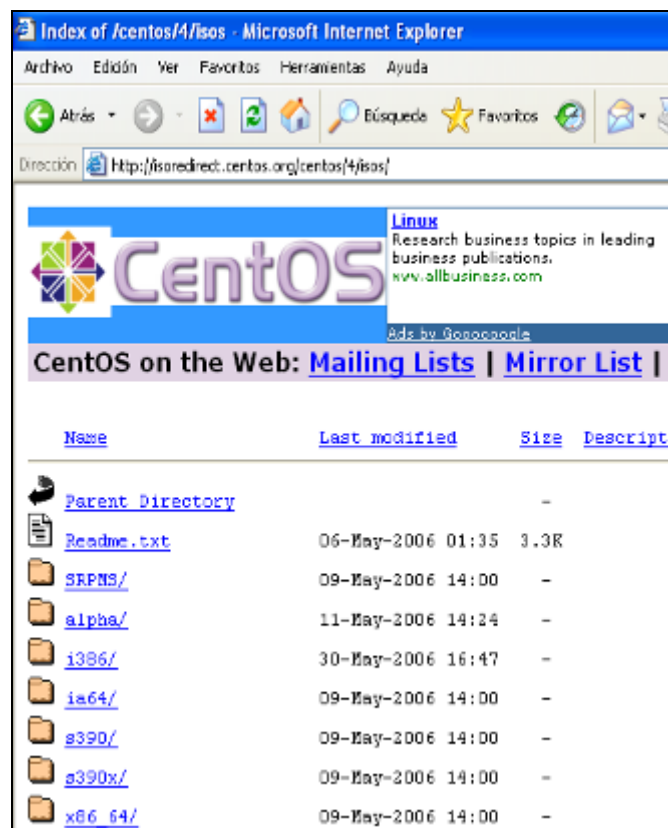 Index of /centos/4/isos - Microsoft Internet Explorer
Archivo Edición Ver Favoritos Herramientas Ayuda
Atrás Búsqueda Favoritos
Dirección http://isoredirect.centos.org/centos/4/isos/
CentOS
Linux
Research business topics in leading
business publications.
www.allbusiness.com
Ads by Goooooogle
CentOS on the Web: Mailing Lists | Mirror List |
Name Last modified Size Descript
Parent Directory -
Readme.txt 06-May-2006 01:35 3.3K
SRPMS/ 09-May-2006 14:00 -
alpha/ 11-May-2006 14:24 -
i386/ 30-May-2006 16:47 -
ia64/ 09-May-2006 14:00 -
s390/ 09-May-2006 14:00 -
s390x/ 09-May-2006 14:00 -
x86_64/ 09-May-2006 14:00 -